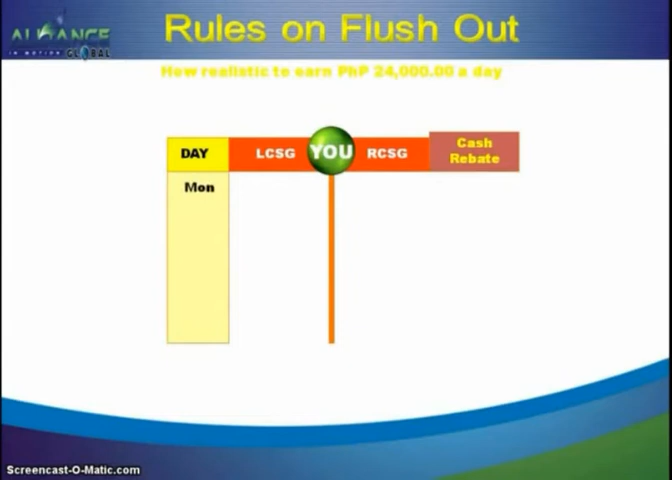 ALLIANCE
IN MOTION GLOBAL
Rules on Flush Out
How realistic to earn PhP 24,000.00 a day
DAY LCSG YOU RCSG Cash
Rebate
Mon
Screencast-O-Matic.com